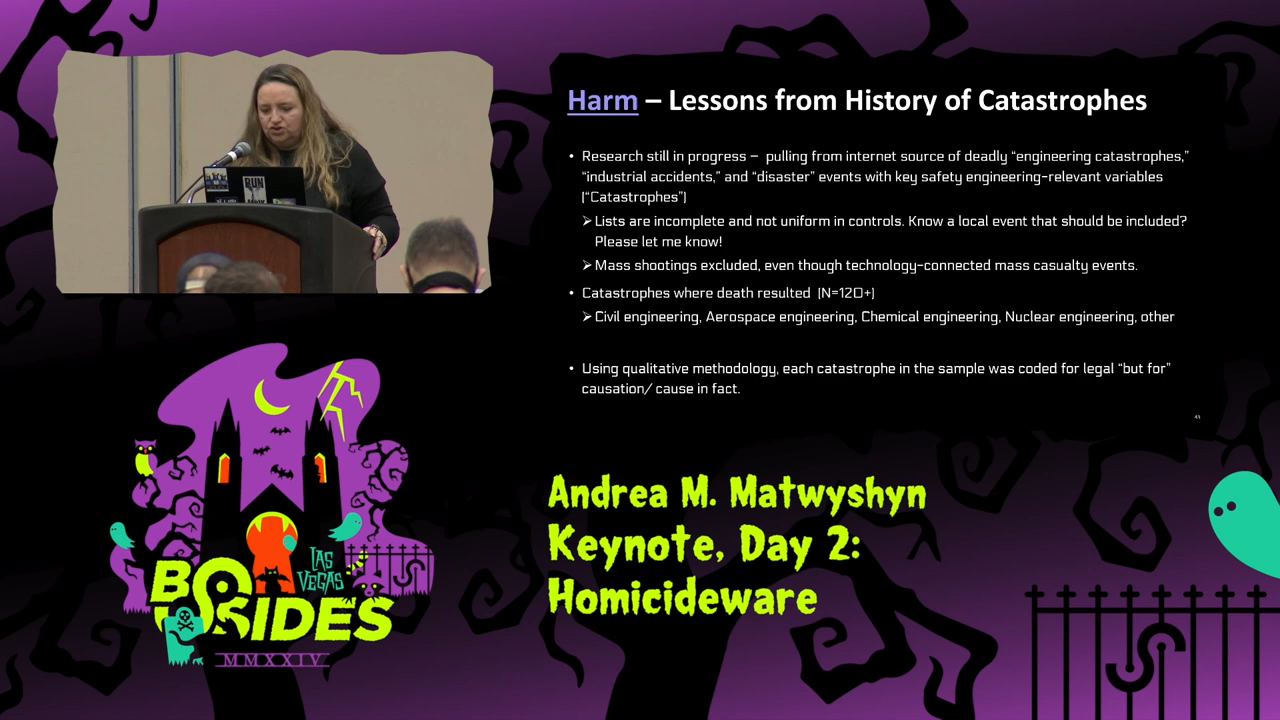 Harm – Lessons from History of Catastrophes
• Research still in progress – pulling from internet source of deadly “engineering catastrophes,”
“industrial accidents,” and “disaster” events with key safety engineering-relevant variables
(“Catastrophes”)
➢ Lists are incomplete and not uniform in controls. Know a local event that should be included?
Please let me know!
➢ Mass shootings excluded, even though technology-connected mass casualty events.
• Catastrophes where death resulted (N=120+)
➢ Civil engineering, Aerospace engineering, Chemical engineering, Nuclear engineering, other
• Using qualitative methodology, each catastrophe in the sample was coded for legal “but for”
causation/ cause in fact.
41
RUN
Andrea M. Matwyshyn
Keynote, Day 2:
Homicideware
LAS
VEGAS
BSIDES
MMXXIV